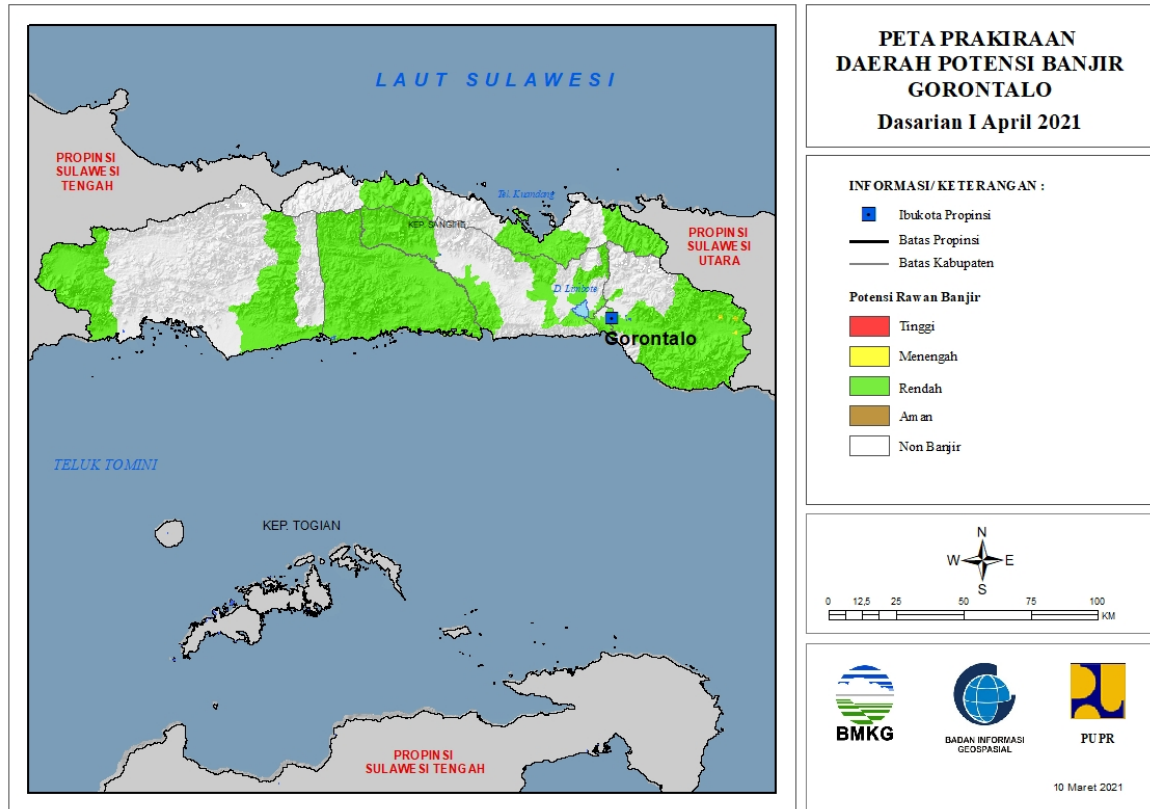 LAUT SULAWESI
PROPINSI
SULAWESI
TENGAH
Tel. Kuandang
KEP. SANGIHE
PROPINSI
SULAWESI
UTARA
D. Limboto
Gorontalo
TELUK TOMINI
KEP. TOGIAN
PROPINSI
SULAWESI TENGAH
PETA PRAKIRAAN
DAERAH POTENSI BANJIR
GORONTALO
Dasarian I April 2021
INFORMASI/ KETERANGAN :
Ibukota Propinsi
Batas Propinsi
Batas Kabupaten
Potensi Rawan Banjir
Tinggi
Menengah
Rendah
Aman
Non Banjir
N
W E
S
0 12,5 25 50 75 100
KM
BMKG
BADAN INFORMASI
GEOSPASIAL
PUPR
10 Maret 2021